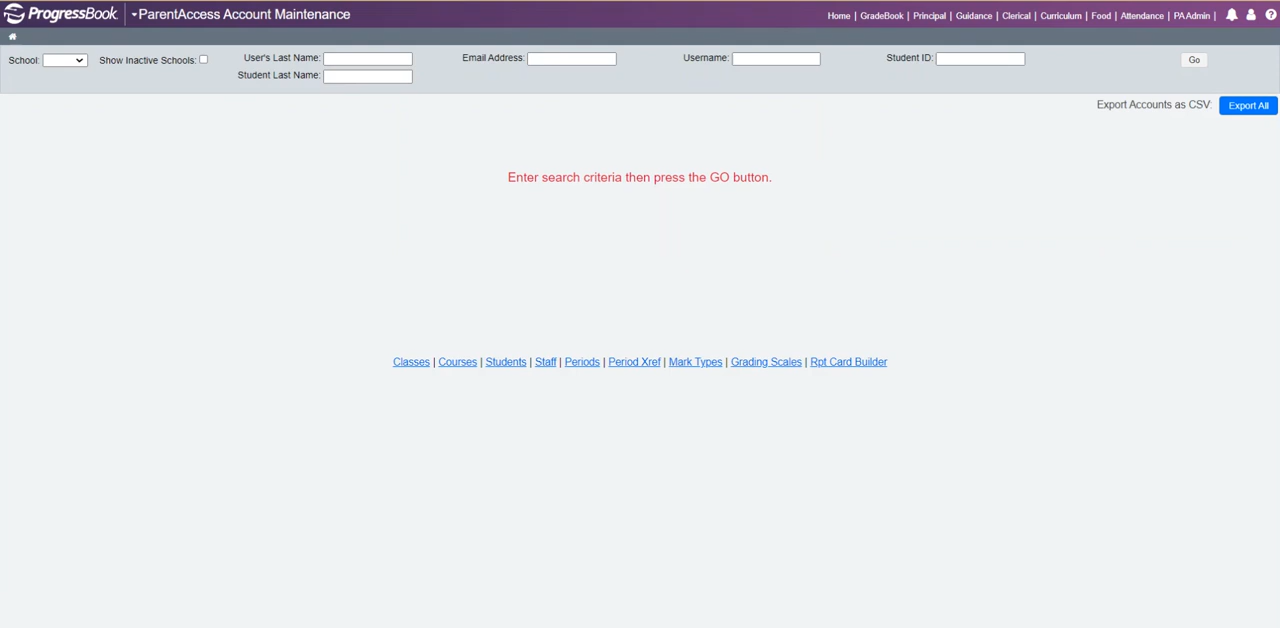 ProgressBook ParentAccess Account Maintenance Home | GradeBook | Principal | Guidance | Clerical | Curriculum | Food | Attendance | PAAdmin |
School: Show Inactive Schools: User's Last Name: Email Address: Username: Student ID: Go
Student Last Name:
Export Accounts as CSV: Export All
Enter search criteria then press the GO button.
Classes | Courses | Students | Staff | Periods | Period Xref | Mark Types | Grading Scales | Rpt Card Builder